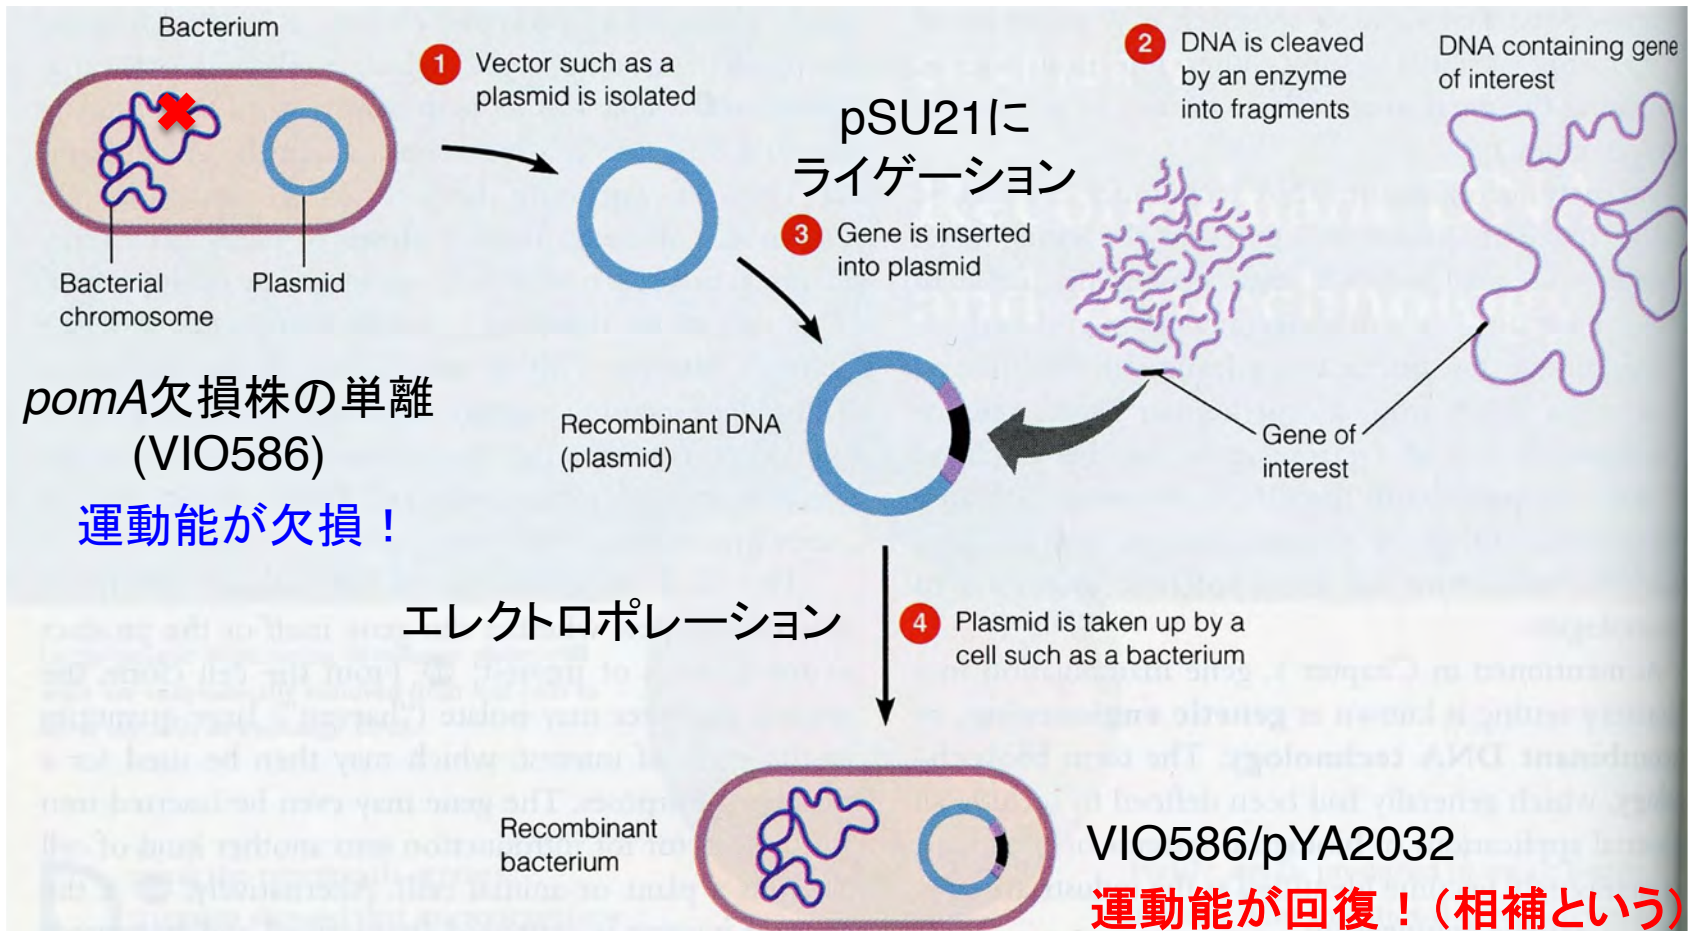 Bacterium
1 Vector such as a
plasmid is isolated
2 DNA is cleaved
by an enzyme
into fragments
DNA containing gene
of interest
pSU21に
ライゲーション
3 Gene is inserted
into plasmid
Bacterial
chromosome
Plasmid
pomA欠損株の単離
(VIO586)
運動能が欠損！
Recombinant DNA
(plasmid)
Gene of
interest
エレクトロポレーション
4 Plasmid is taken up by a
cell such as a bacterium
Recombinant
bacterium
VIO586/pYA2032
運動能が回復！（相補という）